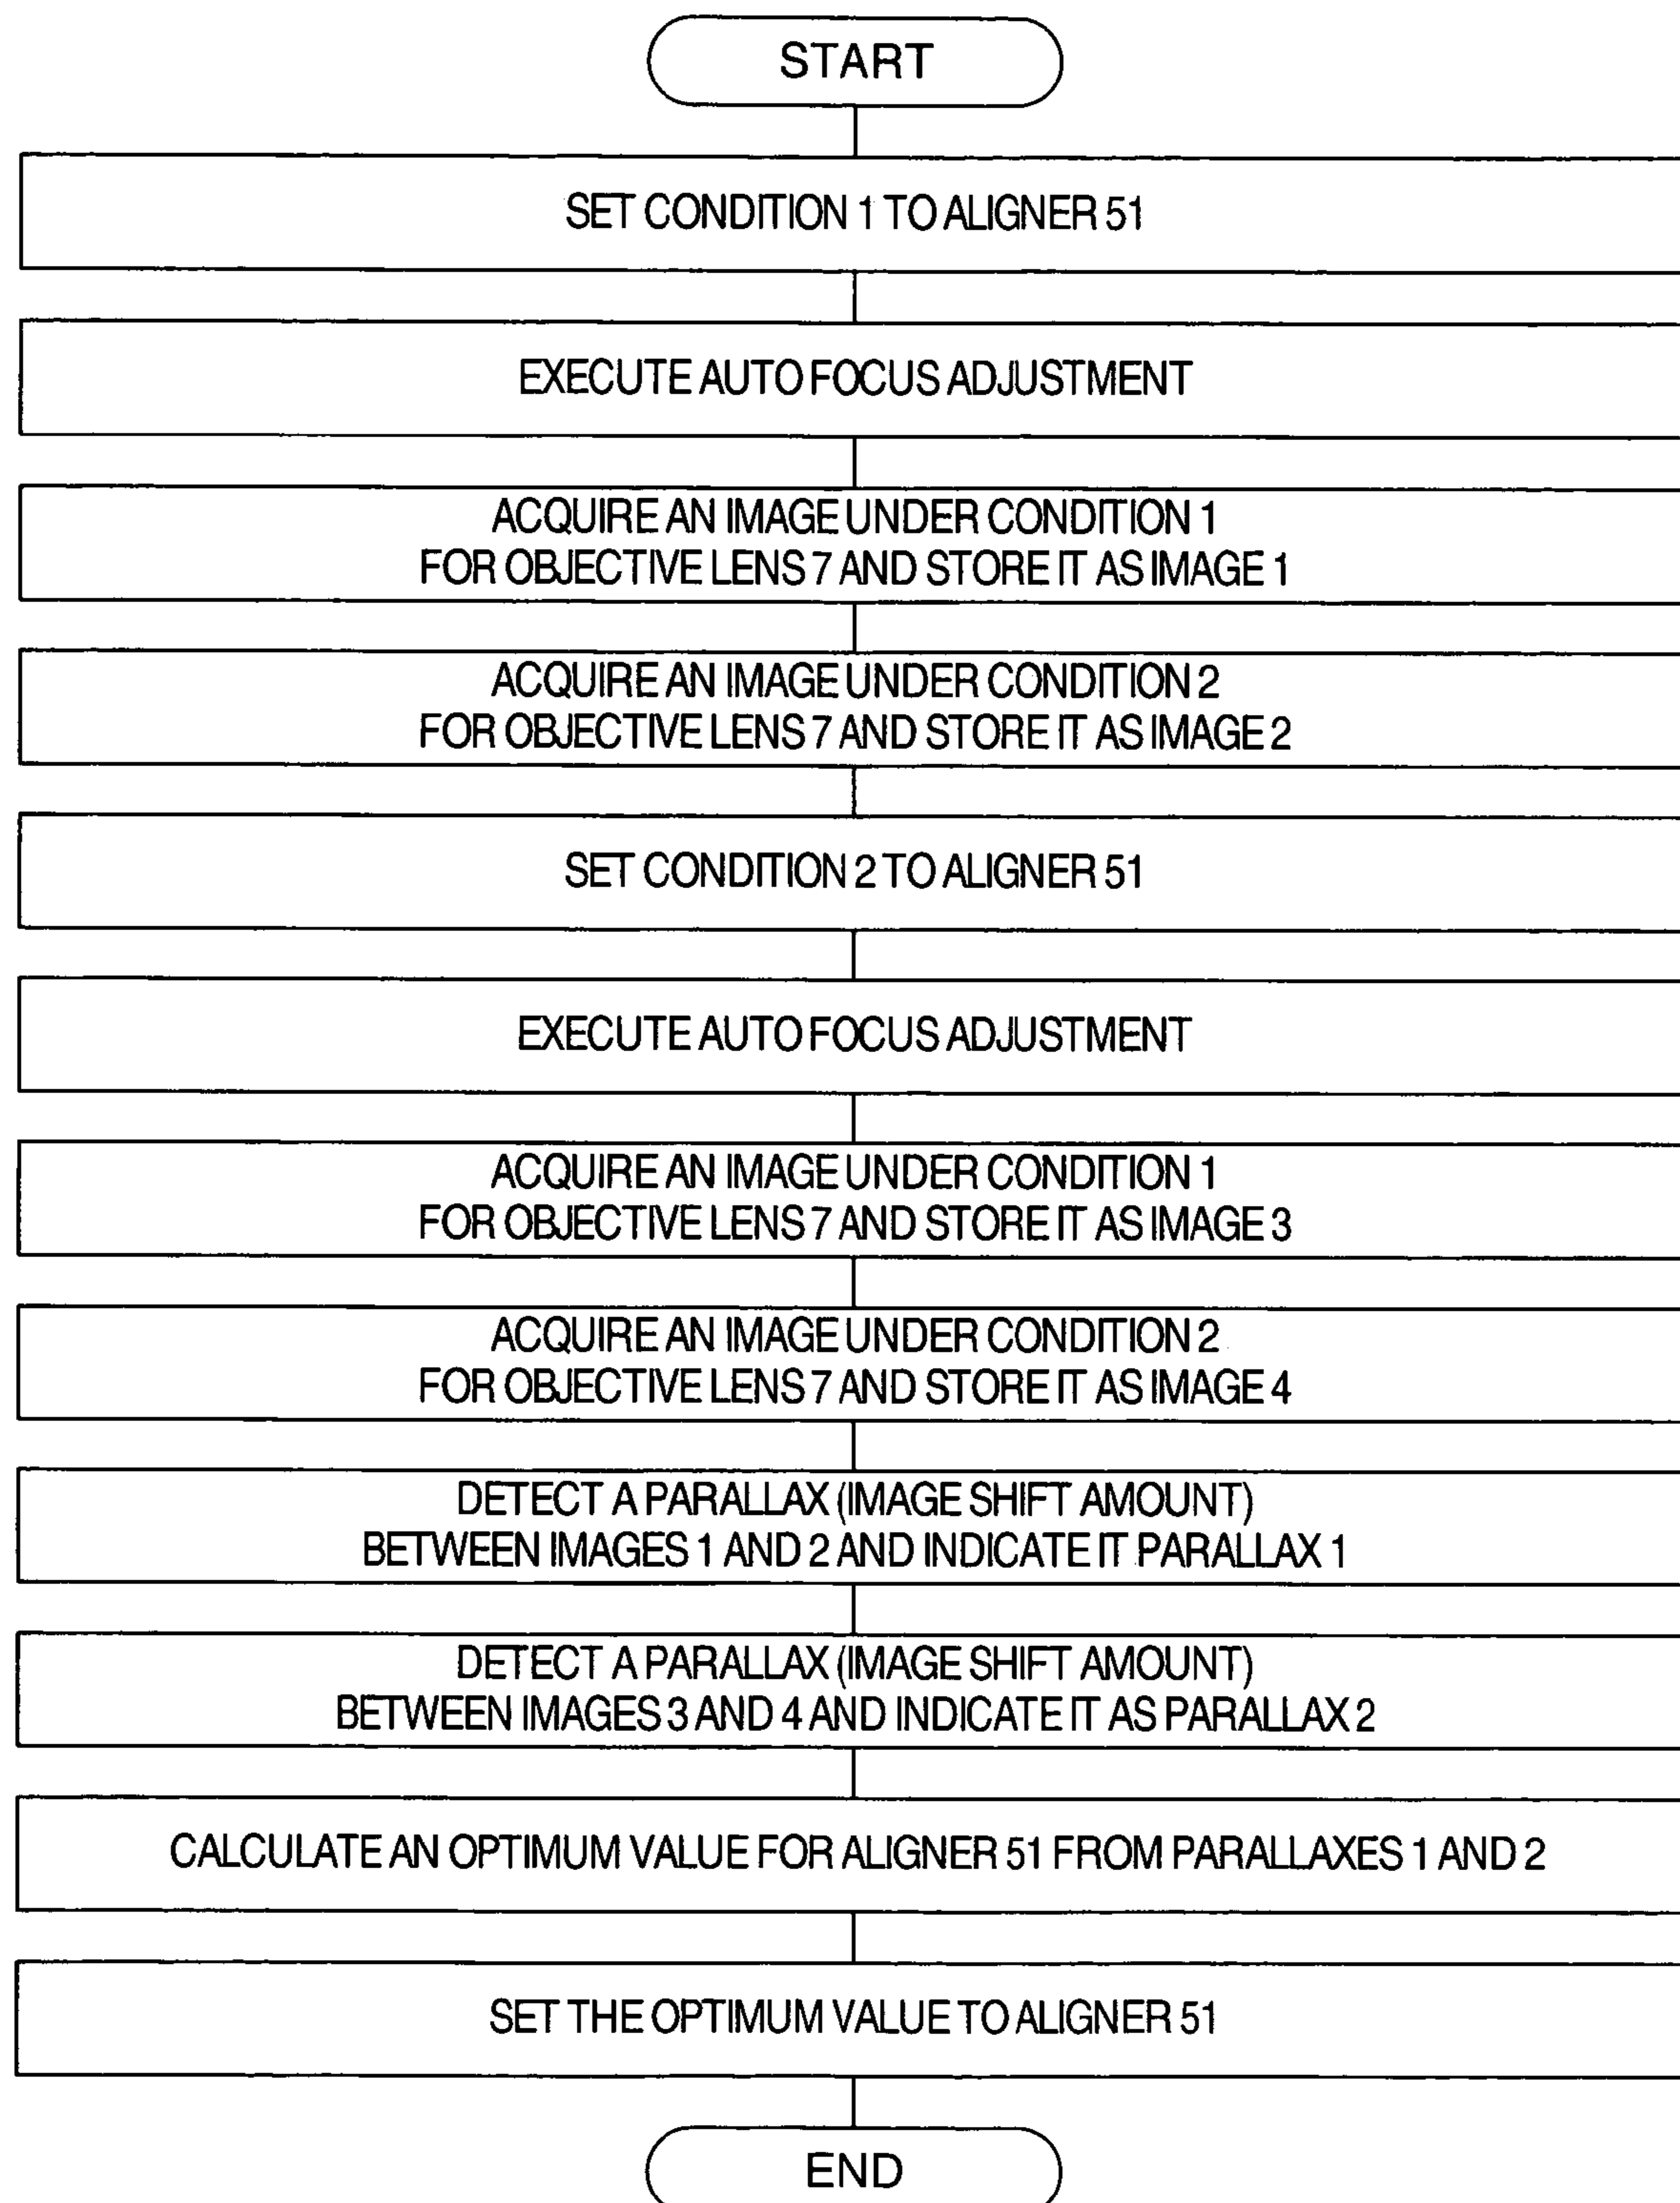 START
SET CONDITION 1 TO ALIGNER 51
EXECUTE AUTO FOCUS ADJUSTMENT
ACQUIRE AN IMAGE UNDER CONDITION 1
FOR OBJECTIVE LENS 7 AND STORE IT AS IMAGE 1
ACQUIRE AN IMAGE UNDER CONDITION 2
FOR OBJECTIVE LENS 7 AND STORE IT AS IMAGE 2
SET CONDITION 2 TO ALIGNER 51
EXECUTE AUTO FOCUS ADJUSTMENT
ACQUIRE AN IMAGE UNDER CONDITION 1
FOR OBJECTIVE LENS 7 AND STORE IT AS IMAGE 3
ACQUIRE AN IMAGE UNDER CONDITION 2
FOR OBJECTIVE LENS 7 AND STORE IT AS IMAGE 4
DETECT A PARALLAX (IMAGE SHIFT AMOUNT)
BETWEEN IMAGES 1 AND 2 AND INDICATE IT PARALLAX 1
DETECT A PARALLAX (IMAGE SHIFT AMOUNT)
BETWEEN IMAGES 3 AND 4 AND INDICATE IT AS PARALLAX 2
CALCULATE AN OPTIMUM VALUE FOR ALIGNER 51 FROM PARALLAXES 1 AND 2
SET THE OPTIMUM VALUE TO ALIGNER 51
END